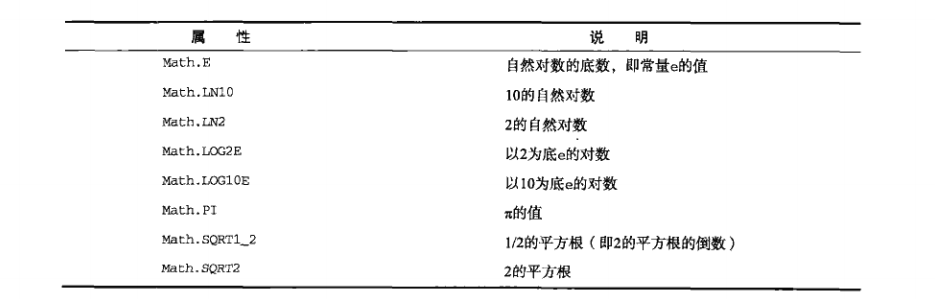 属 性 说 明
Math.E 自然对数的底数，即常量e的值
Math.LN10 10的自然对数
Math.LN2 2的自然对数
Math.LOG2E 以2为底e的对数
Math.LOG10E 以10为底e的对数
Math.PI π的值
Math.SQRT1_2 1/2的平方根（即2的平方根的倒数）
Math.SQRT2 2的平方根